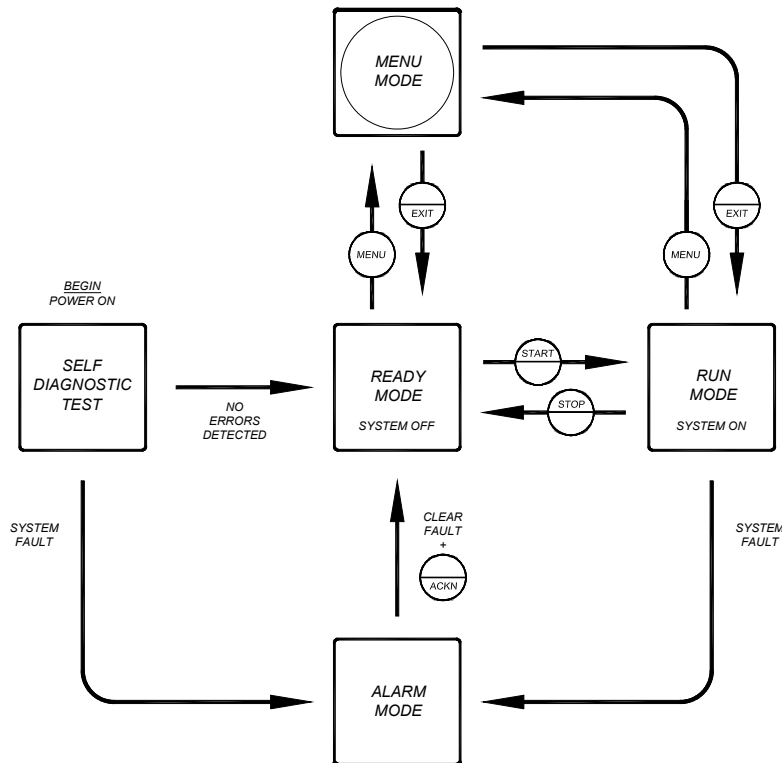 MENU
MODE
EXIT
EXIT
MENU
MENU
BEGIN
POWER ON
SELF
DIAGNOSTIC
TEST
NO
ERRORS
DETECTED
READY
MODE
SYSTEM OFF
START
STOP
RUN
MODE
SYSTEM ON
SYSTEM
FAULT
CLEAR
FAULT
+
ACKN
SYSTEM
FAULT
ALARM
MODE